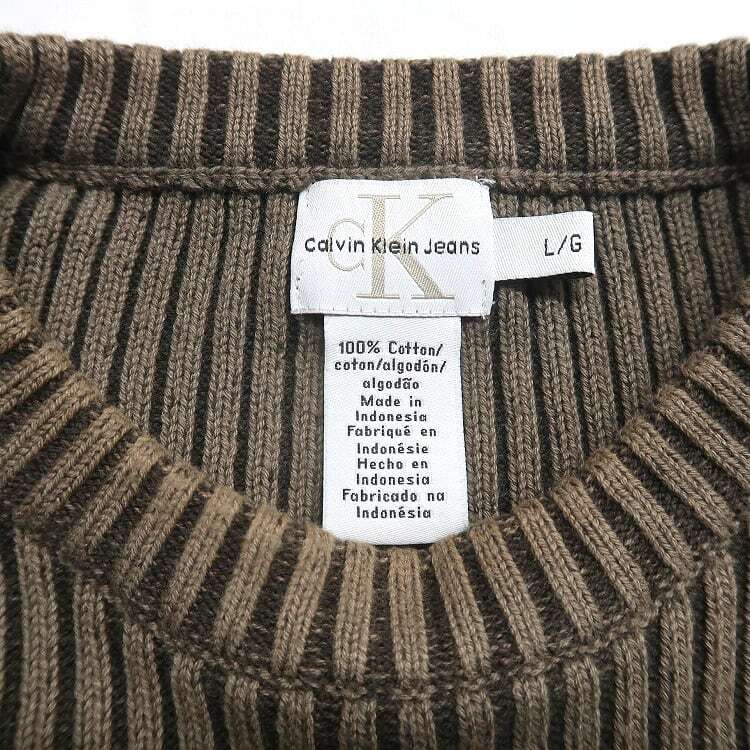 cK
Calvin Klein Jeans
L/G
100% Cotton/
coton/algodón/
algodão
Made in
Indonesia
Fabriqué en
Indonésie
Hecho en
Indonesia
Fabricado na
Indonésia